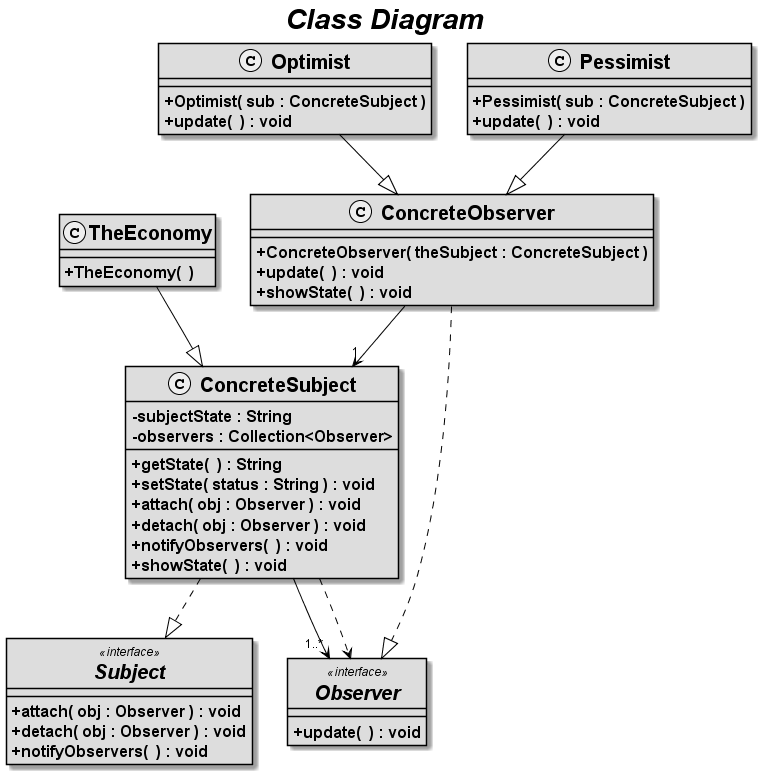 Class Diagram
C Optimist
+Optimist( sub : ConcreteSubject )
+update( ) : void
C Pessimist
+Pessimist( sub : ConcreteSubject )
+update( ) : void
C ConcreteObserver
+ConcreteObserver( theSubject : ConcreteSubject )
+update( ) : void
+showState( ) : void
C TheEconomy
+TheEconomy( )
1
C ConcreteSubject
-subjectState : String
-observers : Collection<Observer>
+getState( ) : String
+setState( status : String ) : void
+attach( obj : Observer ) : void
+detach( obj : Observer ) : void
+notifyObservers( ) : void
+showState( ) : void
1..*
«interface»
Subject
+attach( obj : Observer ) : void
+detach( obj : Observer ) : void
+notifyObservers( ) : void
«interface»
Observer
+update( ) : void